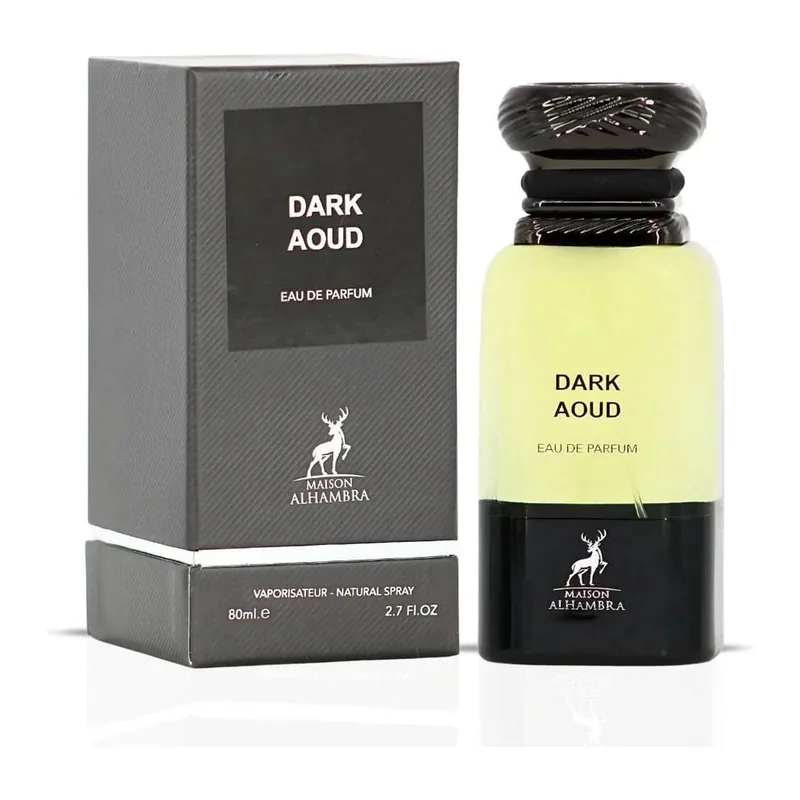 DARK
AOUD
EAU DE PARFUM
MAISON
ALHAMBRA
VAPORISATEUR - NATURAL SPRAY
80ml.e 2.7 Fl.OZ
DARK
AOUD
EAU DE PARFUM
MAISON
ALHAMBRA